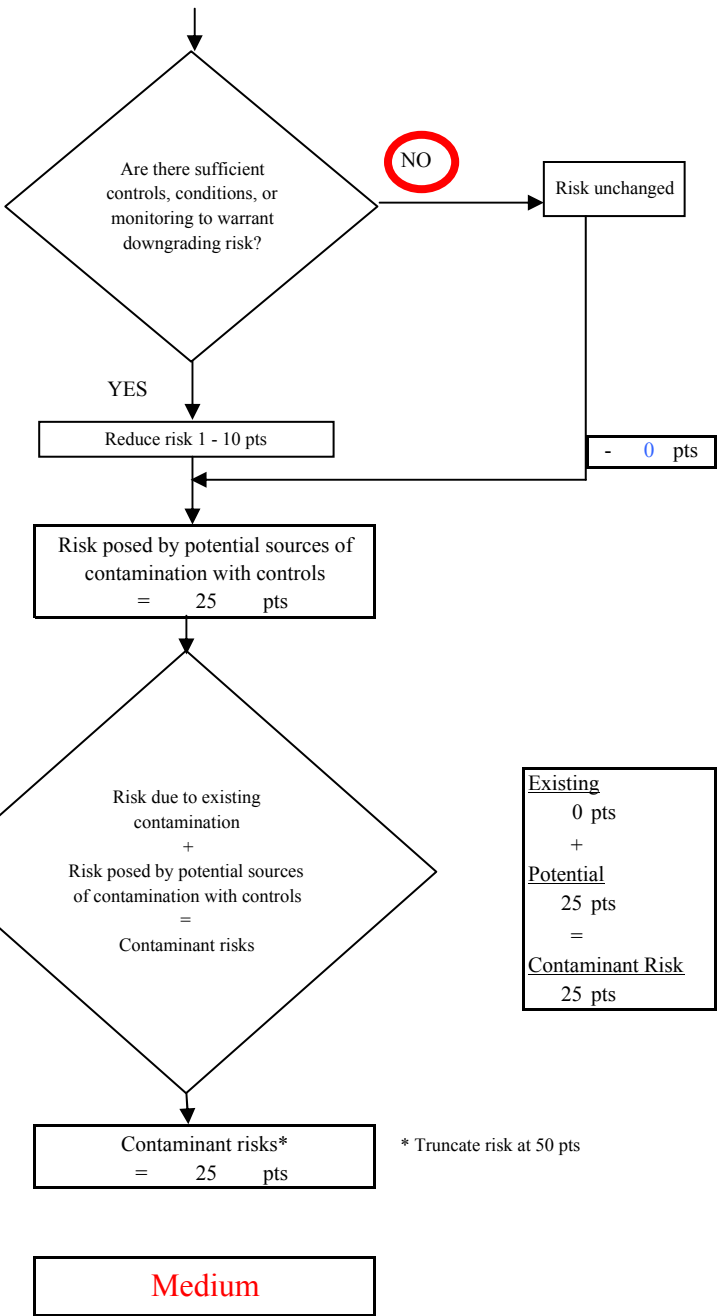 Are there sufficient
controls, conditions, or
monitoring to warrant
downgrading risk?
NO
Risk unchanged
YES
Reduce risk 1 - 10 pts
- 0 pts
Risk posed by potential sources of
contamination with controls
= 25 pts
Risk due to existing
contamination
+
Risk posed by potential sources
of contamination with controls
=
Contaminant risks
Existing
0 pts
+
Potential
25 pts
=
Contaminant Risk
25 pts
Contaminant risks*
= 25 pts
* Truncate risk at 50 pts
Medium